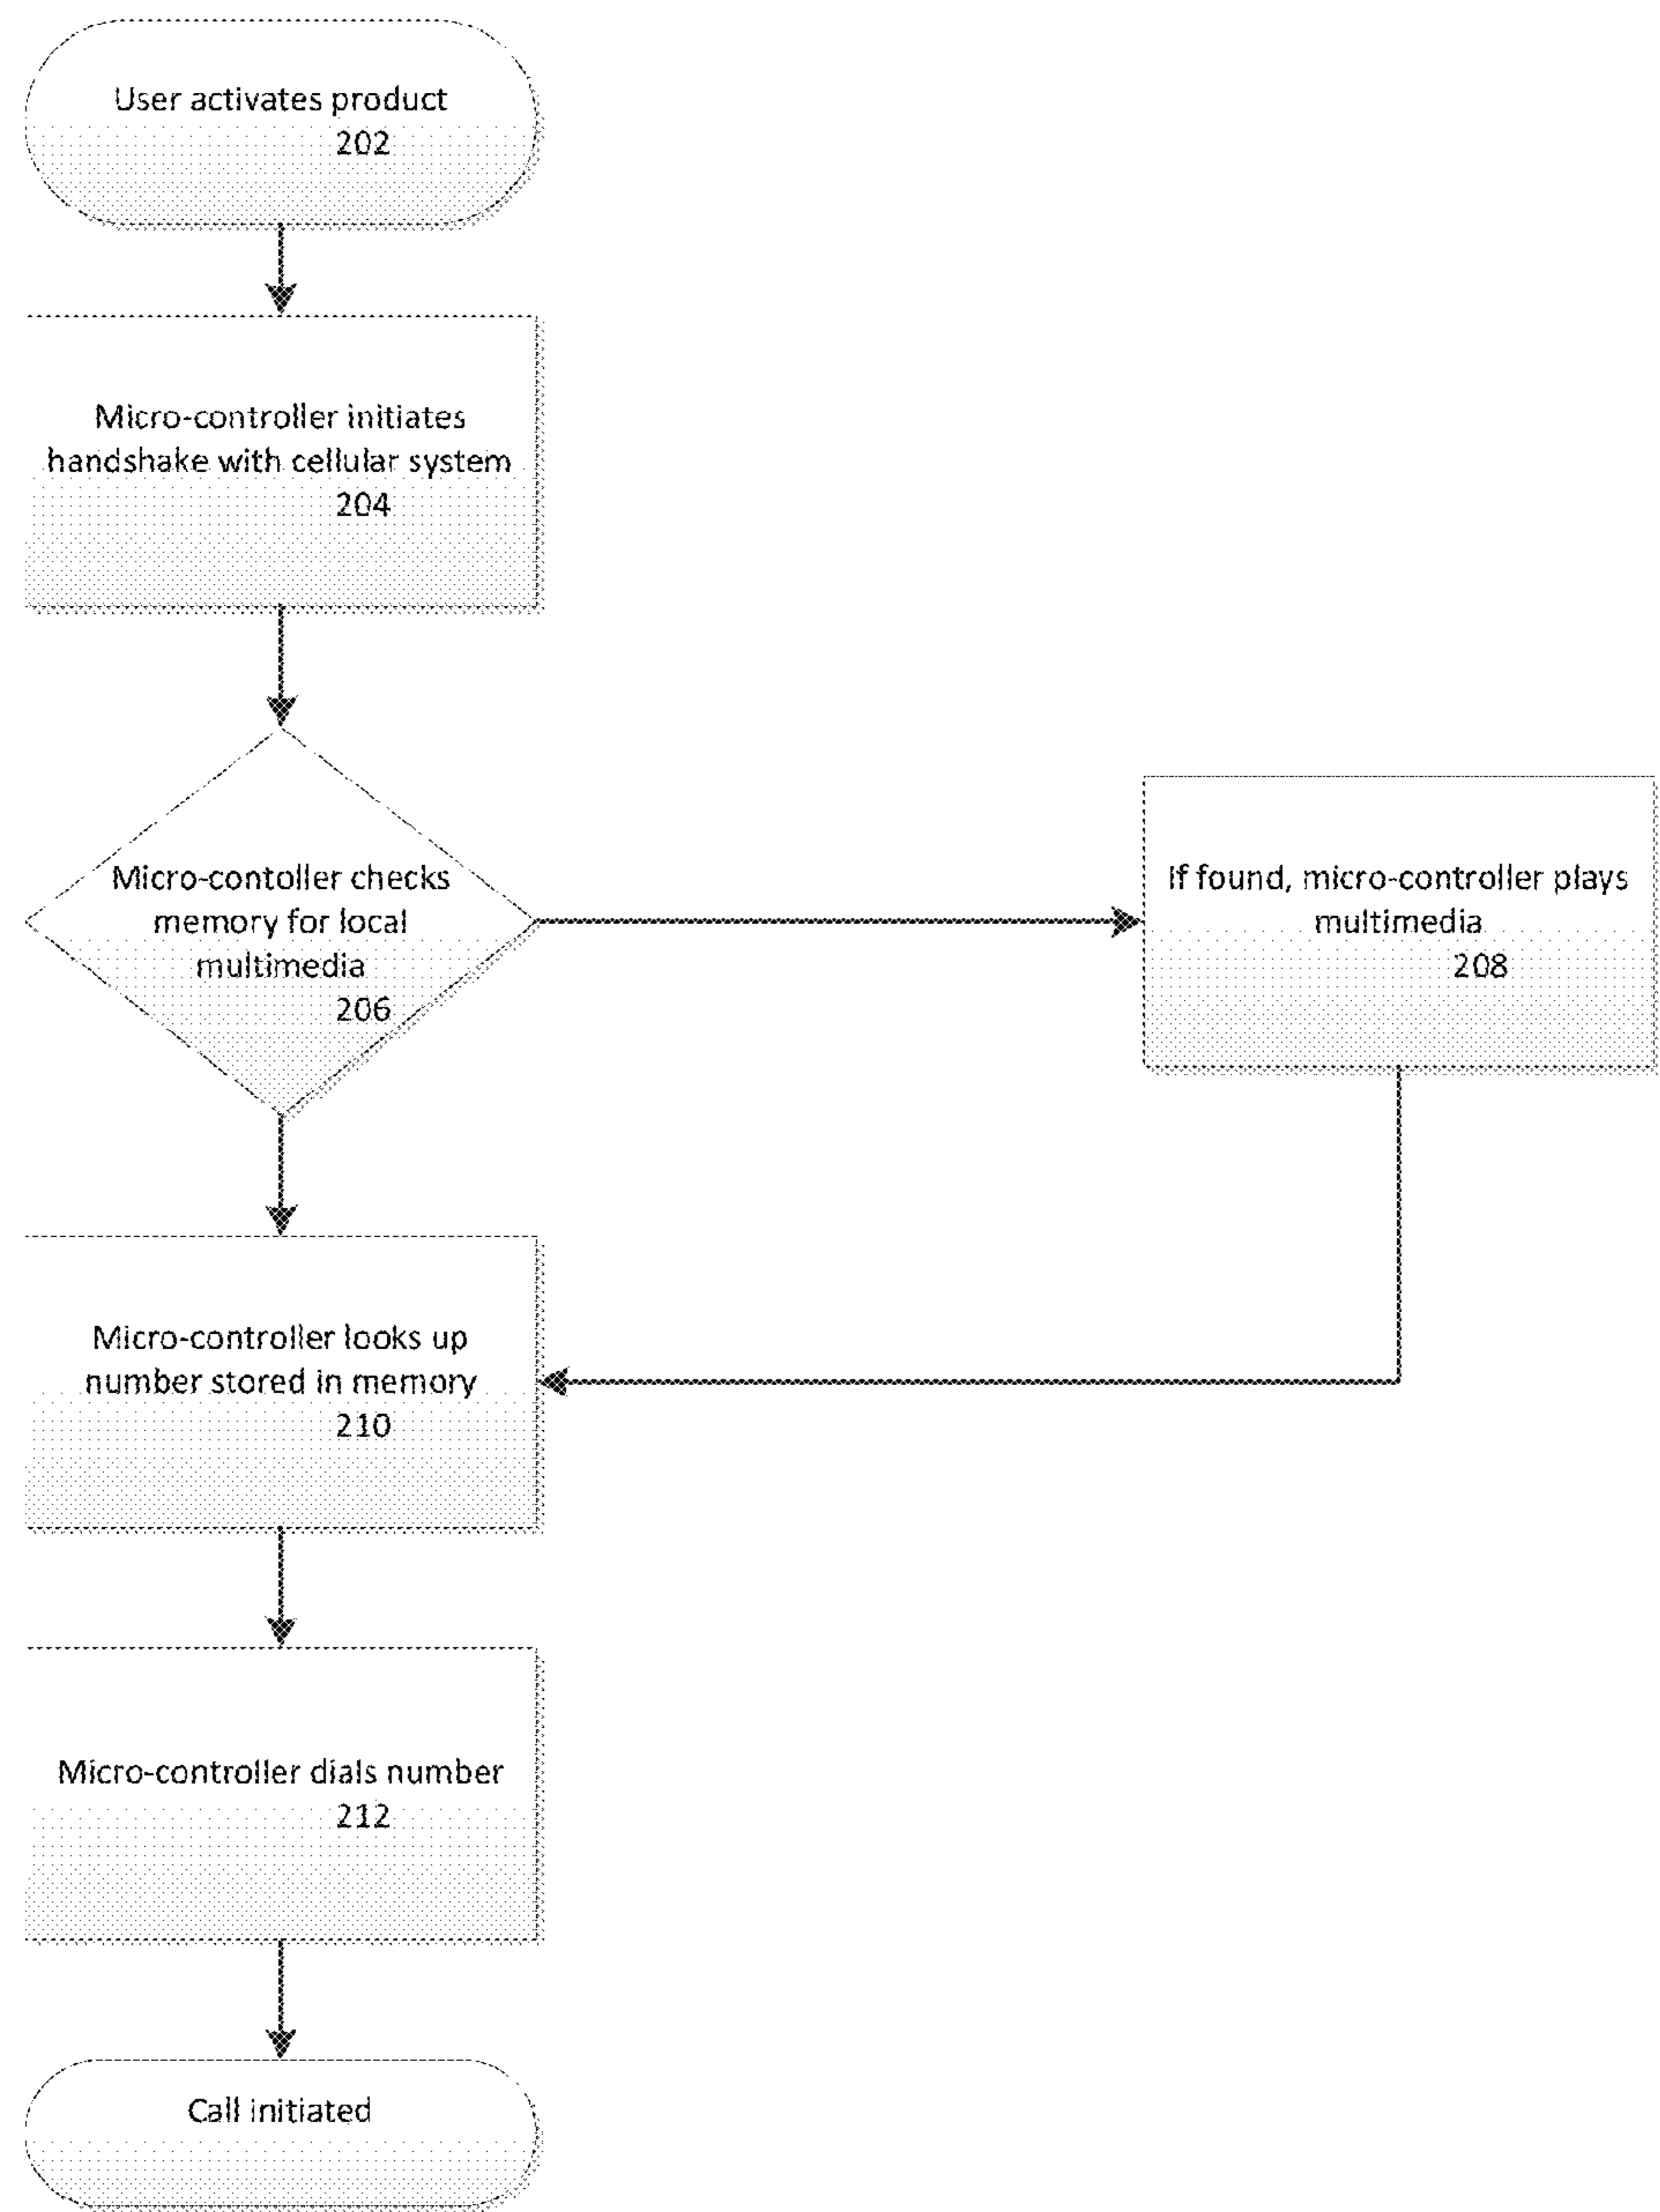 User activates product
202
Micro-controller initiates
handshake with cellular system
204
Micro-contoller checks
memory for local
multimedia
206
If found, micro-controller plays
multimedia
208
Micro-controller looks up
number stored in memory
210
Micro-controller dials number
212
Call initiated